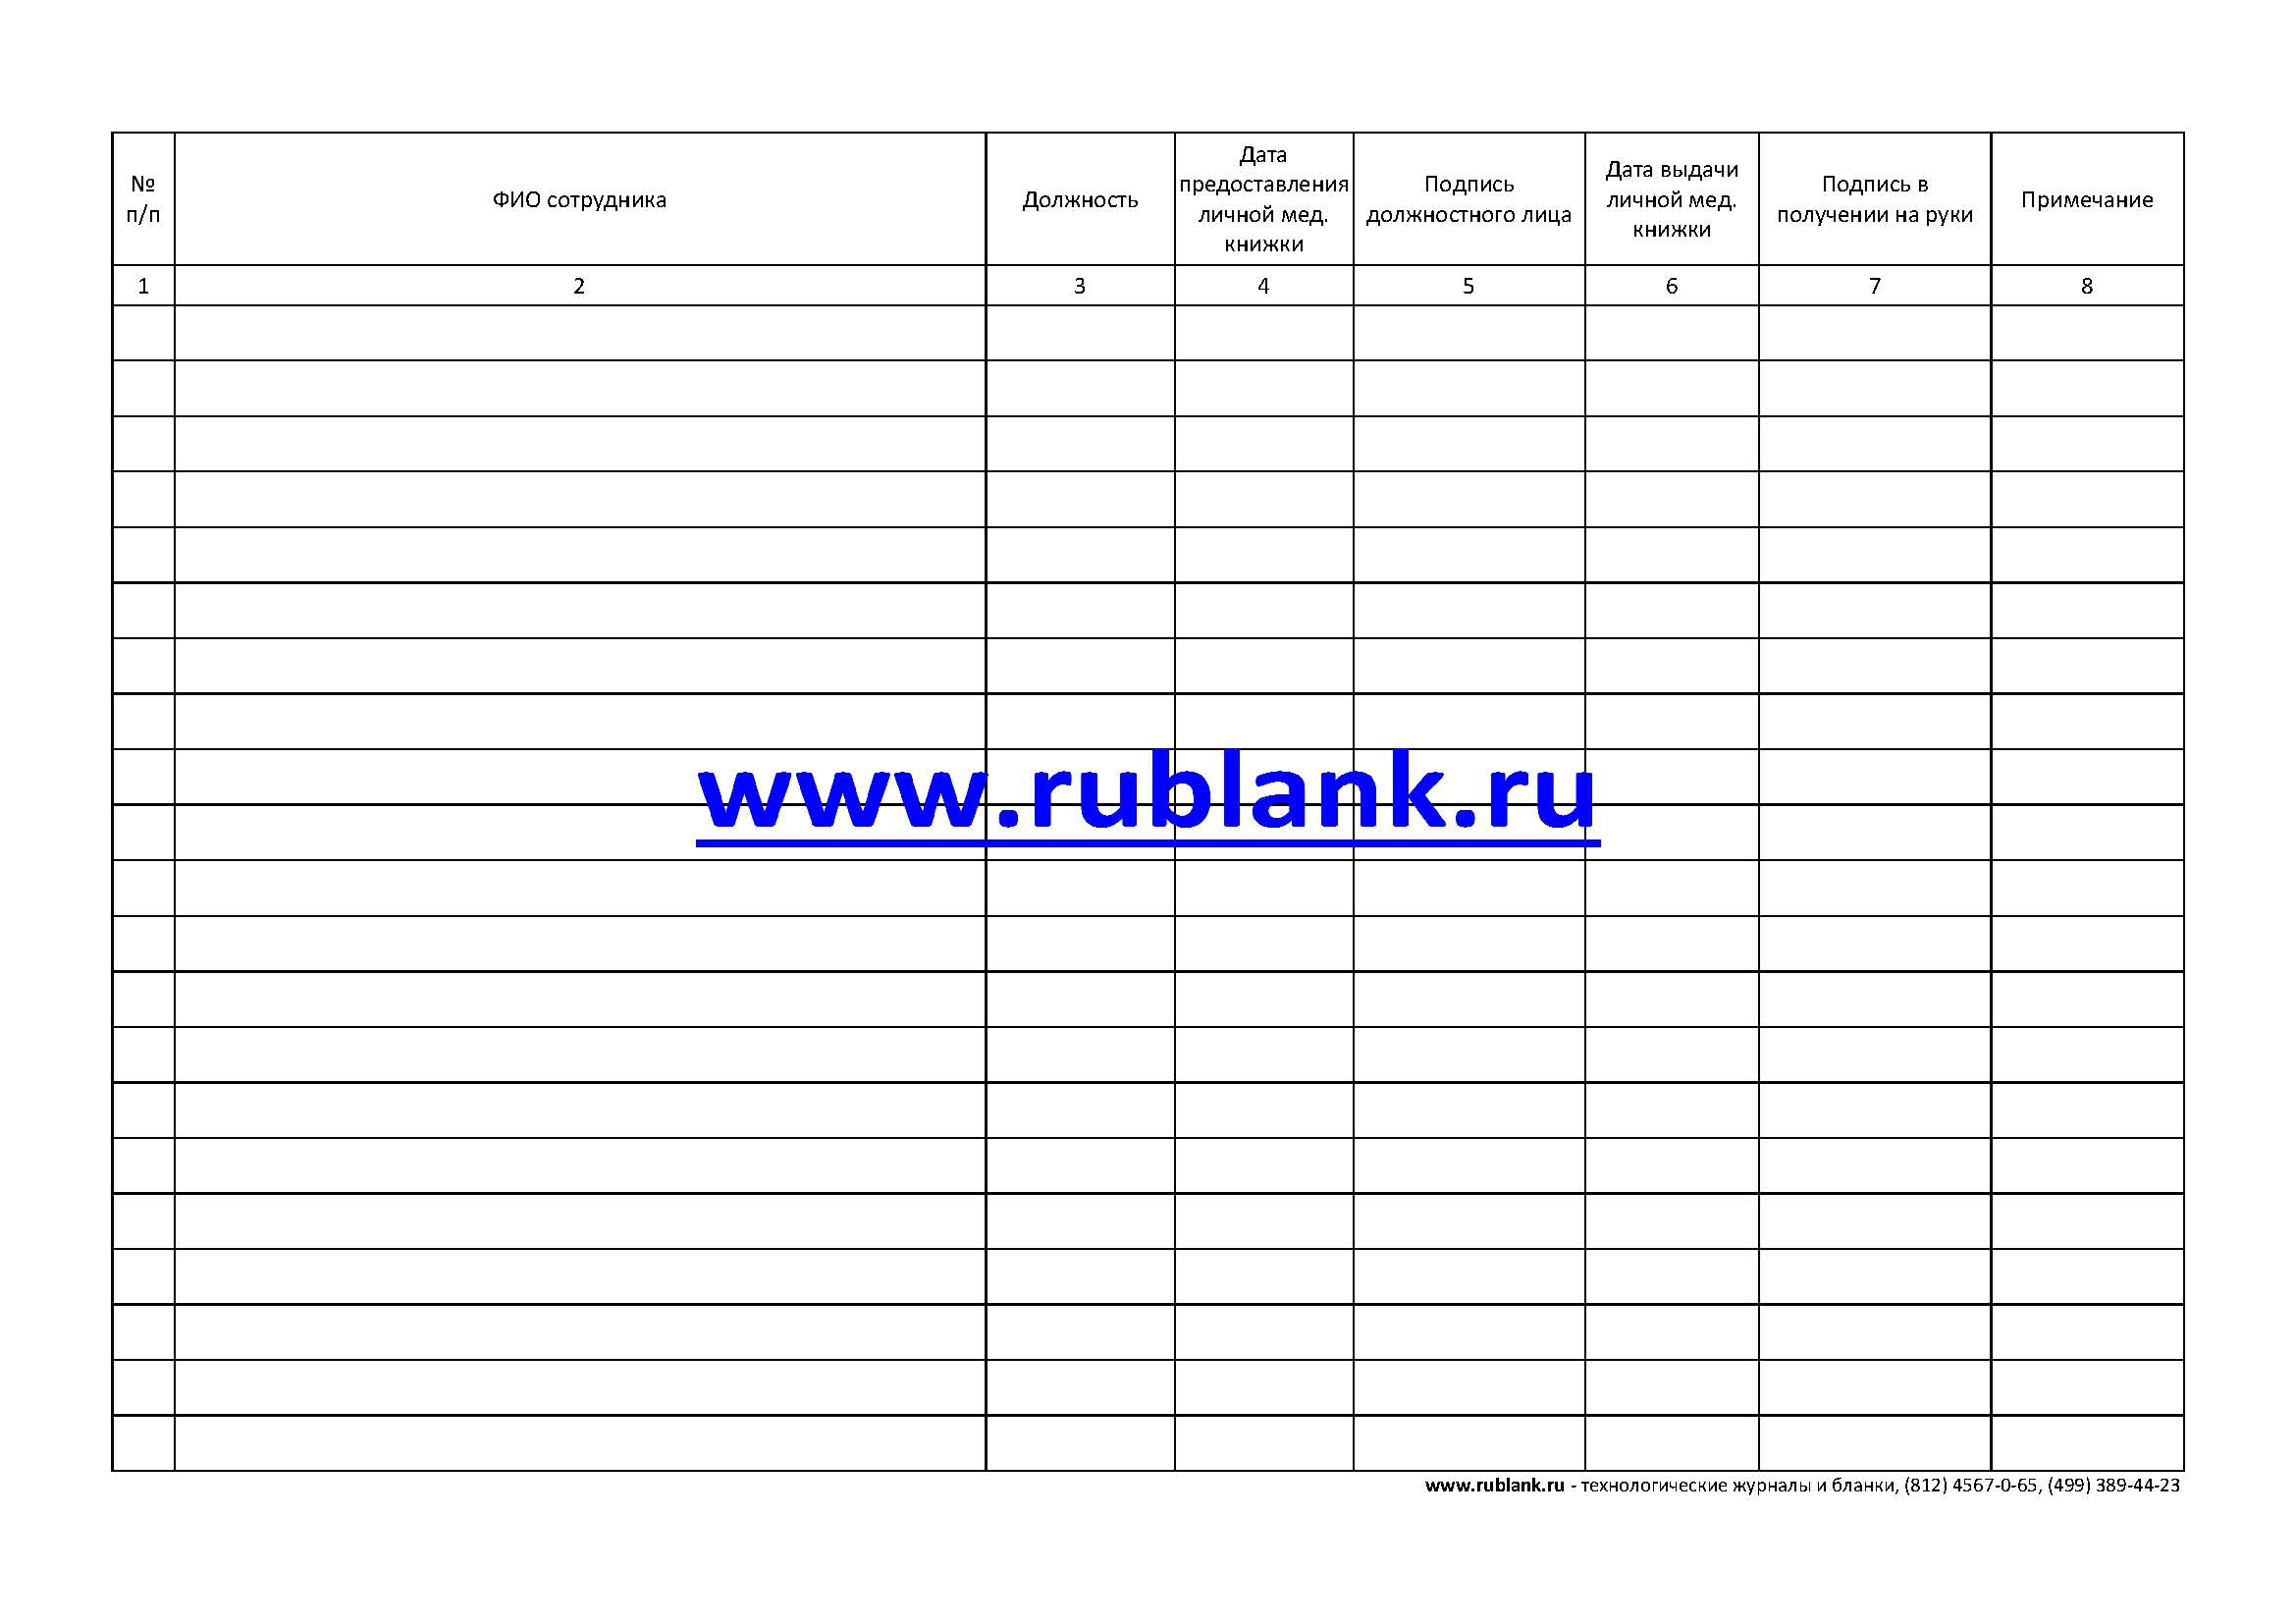 №
п/п
ФИО сотрудника
Должность
Дата
предоставления
личной мед.
книжки
Подпись
должностного лица
Дата выдачи
личной мед.
книжки
Подпись в
получении на руки
Примечание
1 2 3 4 5 6 7 8
www.rublank.ru
www.rublank.ru - технологические журналы и бланки, (812) 4567-0-65, (499) 389-44-23